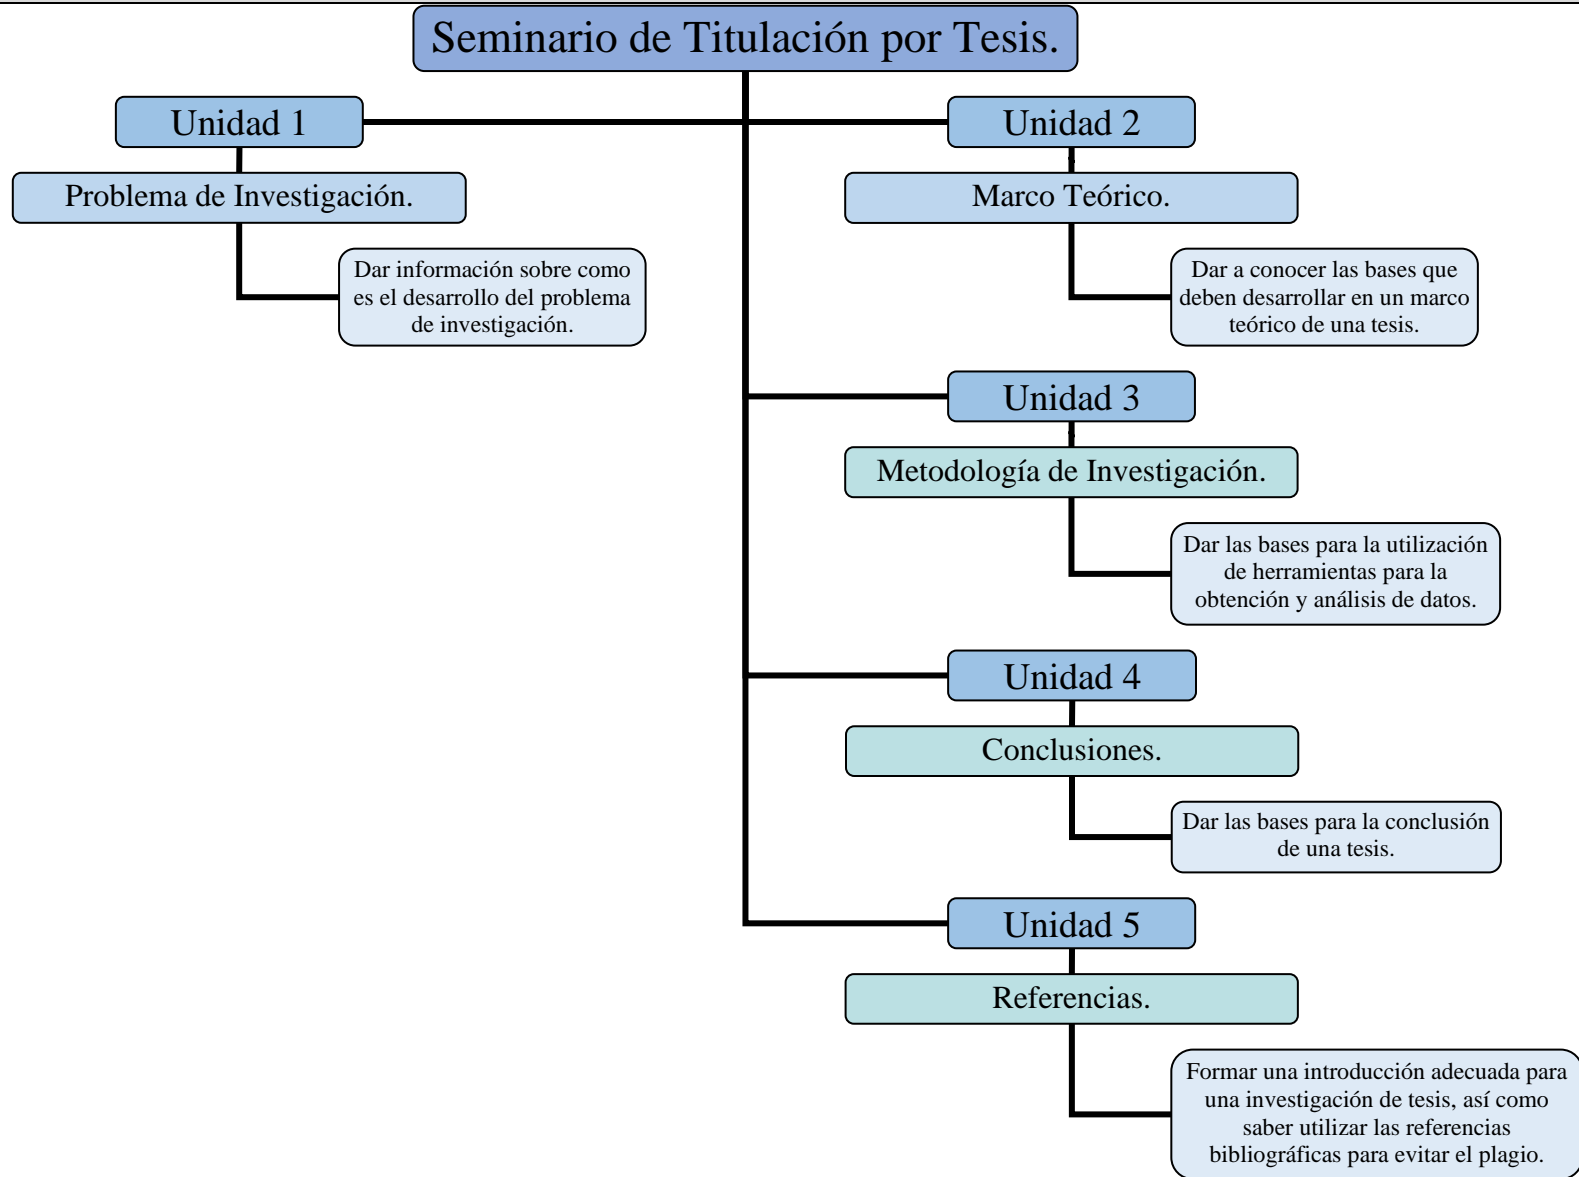 Seminario de Titulación por Tesis.
Unidad 1
Problema de Investigación.
Dar información sobre como
es el desarrollo del problema
de investigación.
Unidad 2
Marco Teórico.
Dar a conocer las bases que
deben desarrollar en un marco
teórico de una tesis.
Unidad 3
Metodología de Investigación.
Dar las bases para la utilización
de herramientas para la
obtención y análisis de datos.
Unidad 4
Conclusiones.
Dar las bases para la conclusión
de una tesis.
Unidad 5
Referencias.
Formar una introducción adecuada para
una investigación de tesis, así como
saber utilizar las referencias
bibliográficas para evitar el plagio.